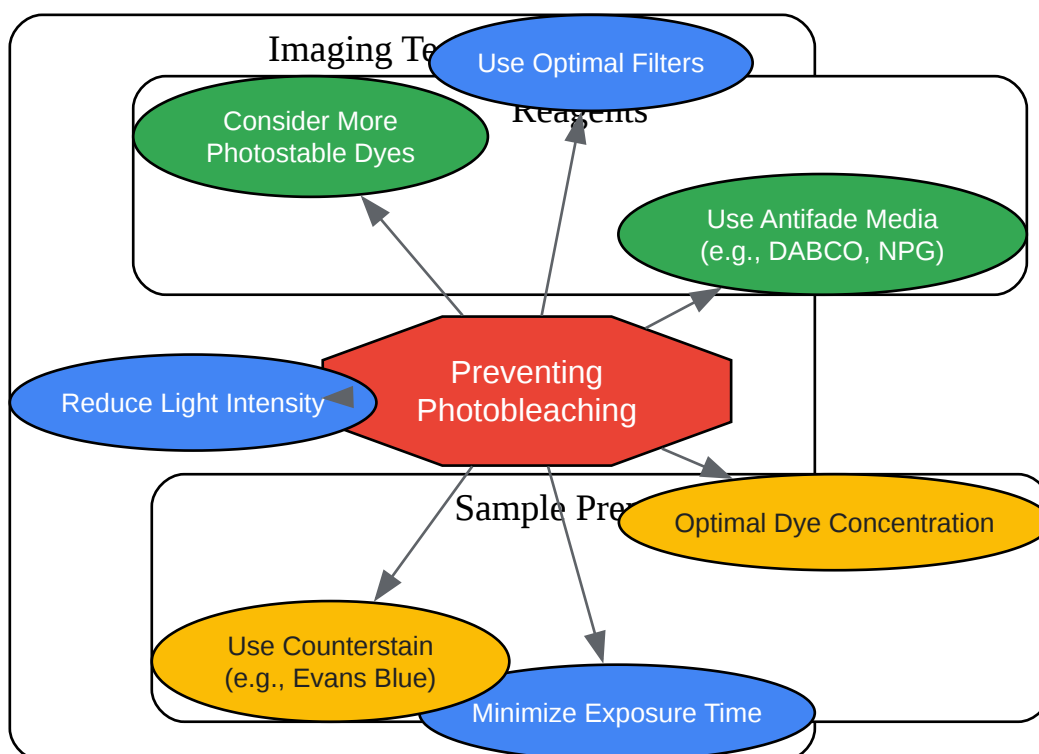 Imaging Te
Use Optimal Filters
Reagents
Consider More
Photostable Dyes
Use Antifade Media
(e.g., DABCO, NPG)
Preventing
Photobleaching
Reduce Light Intensity
Sample
Optimal Dye Concentration
Use Counterstain
(e.g., Evans Blue)
Minimize Exposure Time